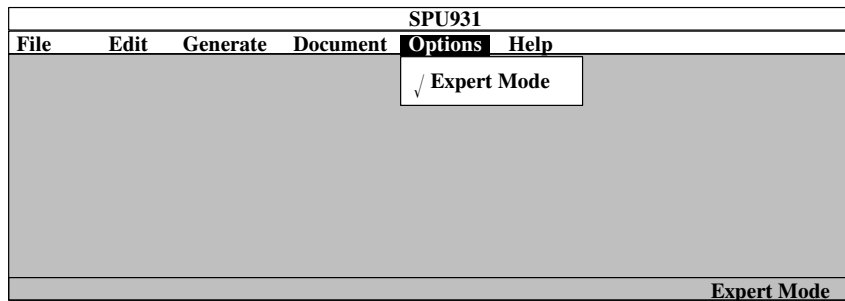 SPU931
File Edit Generate Document Options Help
√ Expert Mode
Expert Mode